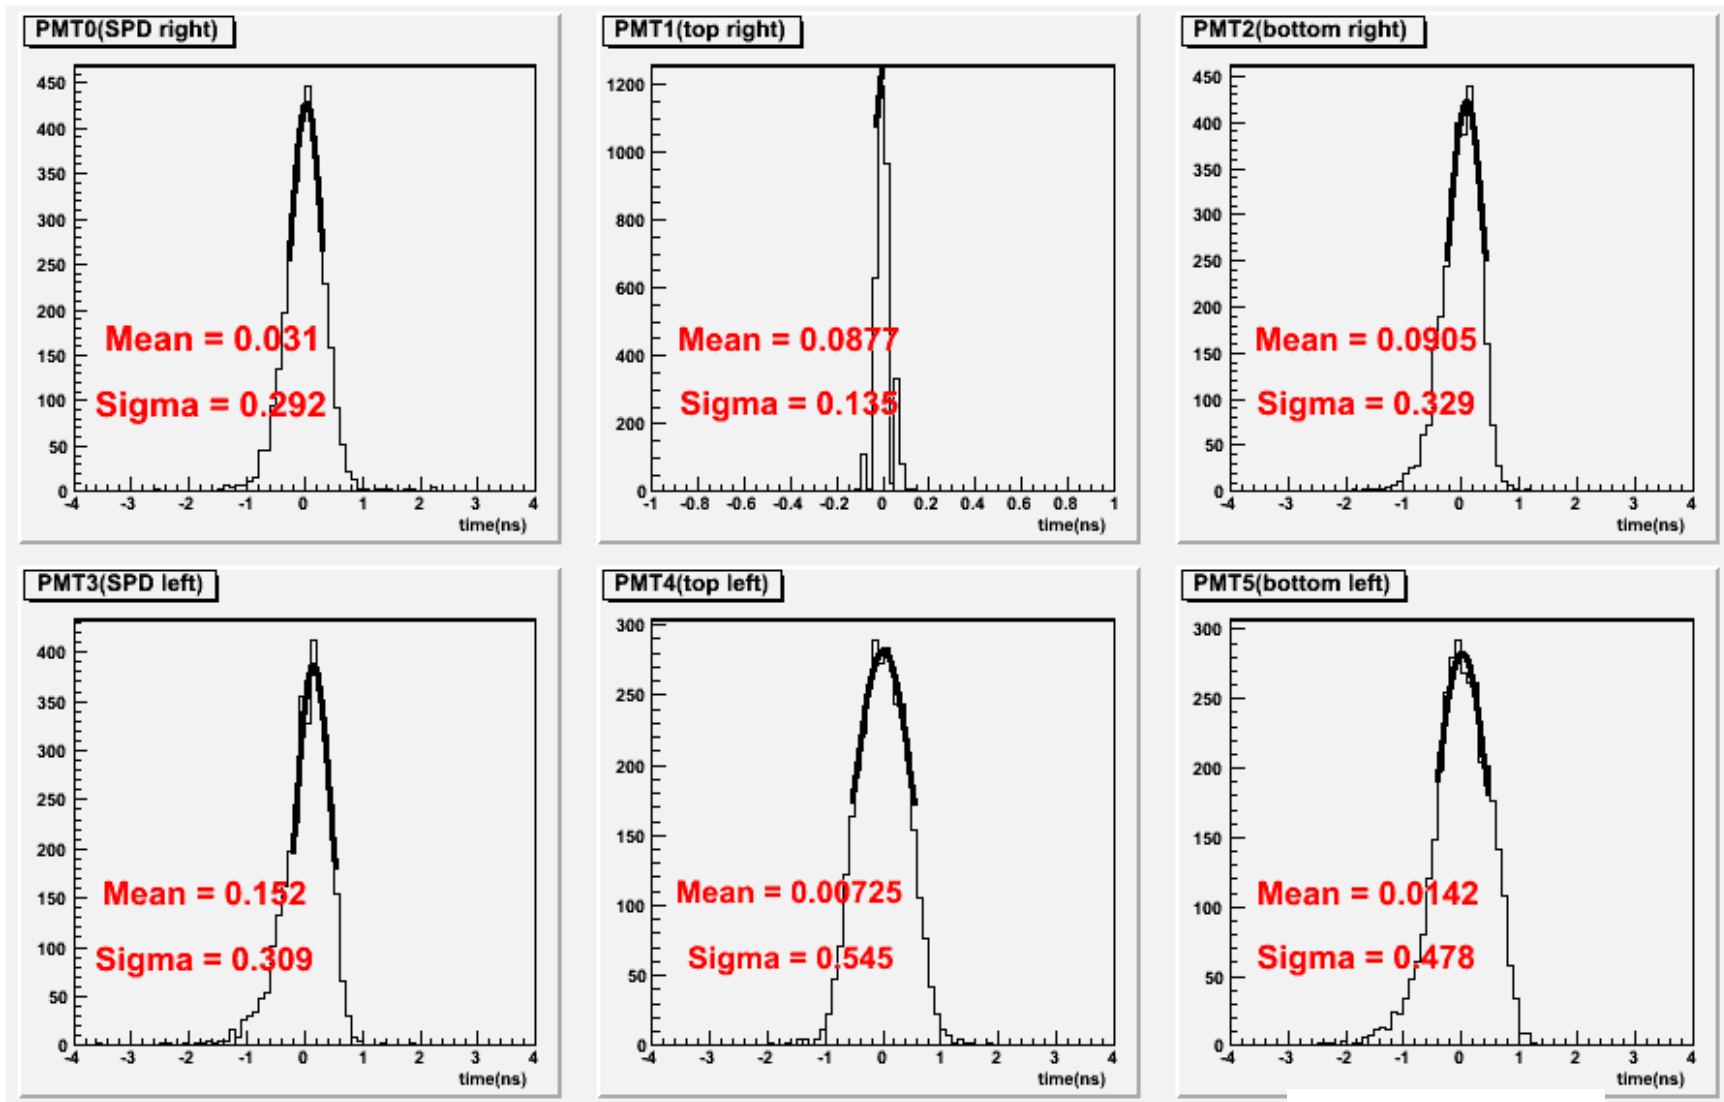 PMT0(SPD right)
450
400
350
300
250
200
150
100
50
0
Mean = 0.031
Sigma = 0.292
-4 -3 -2 -1 0 1 2 3 4
time(ns)
PMT1(top right)
1200
1000
800
600
400
200
0
Mean = 0.0877
Sigma = 0.135
-1 -0.8 -0.6 -0.4 -0.2 0 0.2 0.4 0.6 0.8 1
time(ns)
PMT2(bottom right)
450
400
350
300
250
200
150
100
50
0
Mean = 0.0905
Sigma = 0.329
-4 -3 -2 -1 0 1 2 3 4
time(ns)
PMT3(SPD left)
400
350
300
250
200
150
100
50
0
Mean = 0.152
Sigma = 0.309
-4 -3 -2 -1 0 1 2 3 4
time(ns)
PMT4(top left)
300
250
200
150
100
50
0
Mean = 0.00725
Sigma = 0.545
-4 -3 -2 -1 0 1 2 3 4
time(ns)
PMT5(bottom left)
300
250
200
150
100
50
0
Mean = 0.0142
Sigma = 0.478
-4 -3 -2 -1 0 1 2 3 4
time(ns)